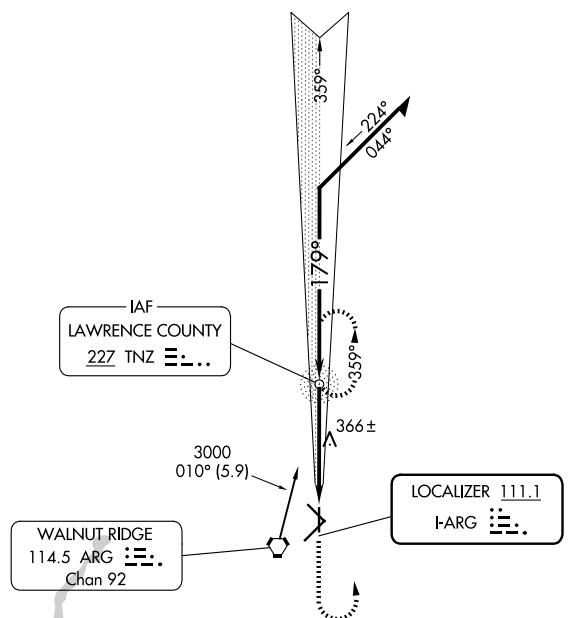 359°
224°
044°
179°
IAF
LAWRENCE COUNTY
227 TNZ
359°
366±
3000
010° (5.9)
LOCALIZER 111.1
I-ARG
WALNUT RIDGE
114.5 ARG
Chan 92